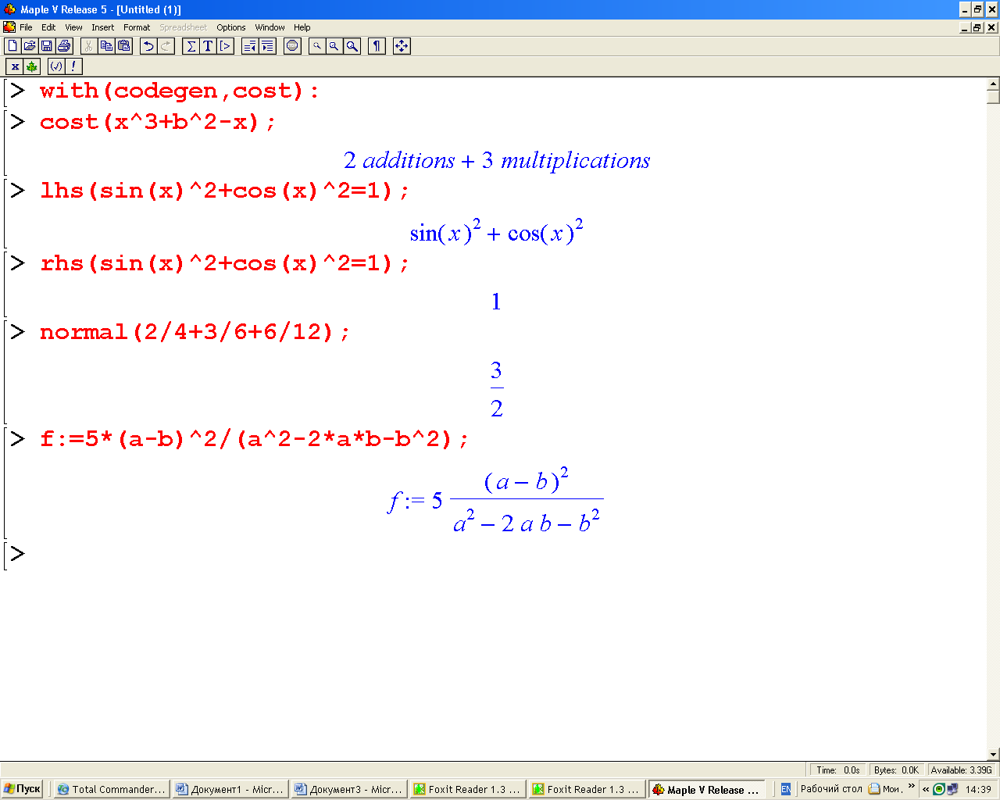 Maple V Release 5 - [Untitled (1)]
File Edit View Insert Format Spreadsheet Options Window Help
> with(codegen,cost):
> cost(x^3+b^2-x);
2 additions + 3 multiplications
> lhs(sin(x)^2+cos(x)^2=1);
sin(x)² + cos(x)²
> rhs(sin(x)^2+cos(x)^2=1);
1
> normal(2/4+3/6+6/12);
3
2
> f:=5*(a-b)^2/(a^2-2*a*b-b^2);
(a − b)²
f := 5
a² − 2 a b − b²
>
Time: 0.0s Bytes: 0.0K Available: 3.39G
Пуск Total Commander... Документ1 - Micr... Документ3 - Micr... Foxit Reader 1.3 ... Foxit Reader 1.3 ... Maple V Release ... EN Рабочий стол Мои. » « 14:39